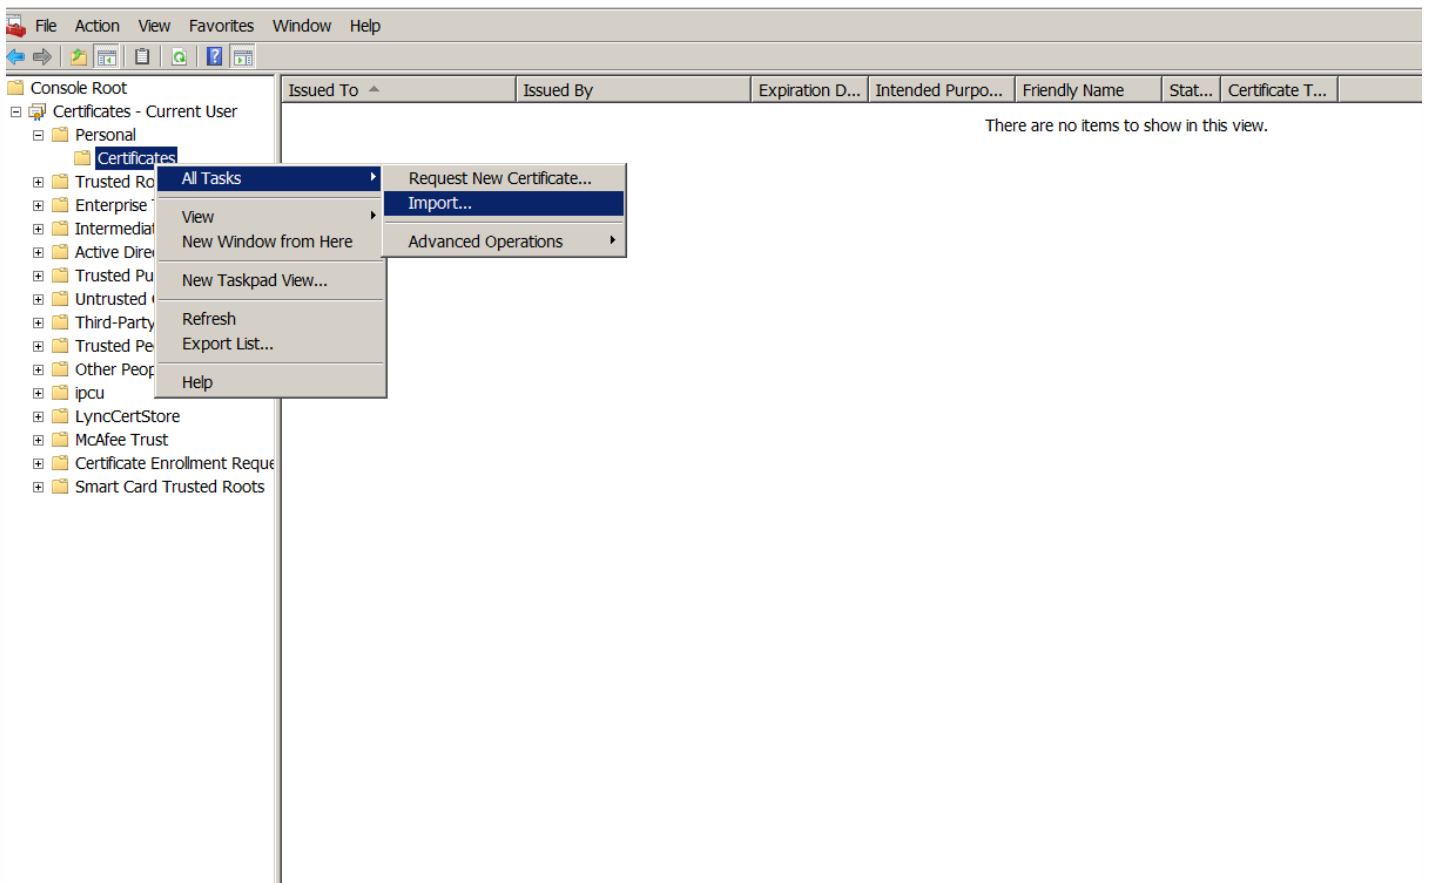 File Action View Favorites Window Help
Console Root
Certificates - Current User
Personal
Certificates
Trusted Ro
Enterprise
Intermediat
Active Dire
Trusted Pu
Untrusted
Third-Party
Trusted Pe
Other Peop
ipcu
LyncCertStore
McAfee Trust
Certificate Enrollment Reque
Smart Card Trusted Roots
Issued To Issued By Expiration D... Intended Purpo... Friendly Name Stat... Certificate T...
There are no items to show in this view.
All Tasks
View
New Window from Here
New Taskpad View...
Refresh
Export List...
Help
Request New Certificate...
Import...
Advanced Operations